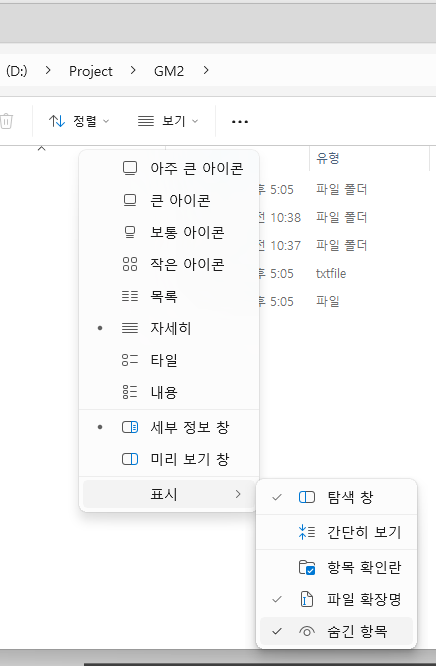 (D:) > Project > GM2 >
정렬 보기 ...
유형
아주 큰 아이콘
큰 아이콘
보통 아이콘
작은 아이콘
목록
자세히
타일
내용
세부 정보 창
미리 보기 창
표시
후 5:05 파일 폴더
전 10:38 파일 폴더
전 10:37 파일 폴더
후 5:05 txtfile
후 5:05 파일
탐색 창
간단히 보기
항목 확인란
파일 확장명
숨긴 항목